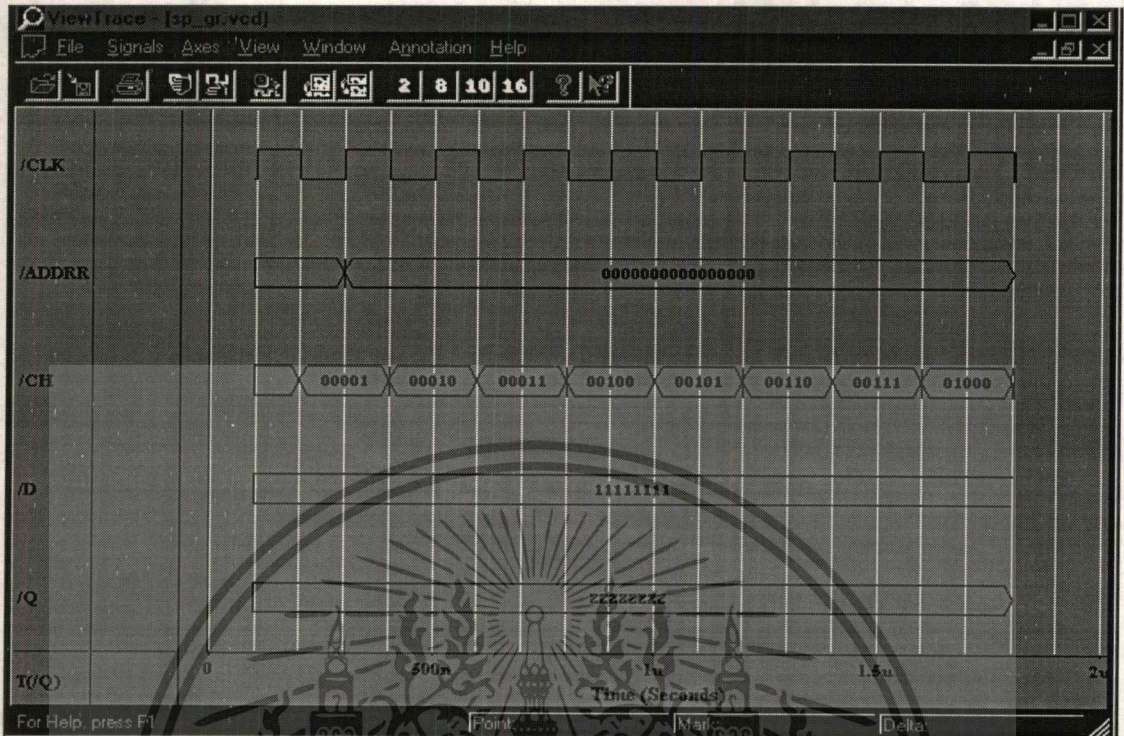 ViewTrace - [sp_gr.vcd]
File Signals Axes View Window Annotation Help
2 8 10 16
/CLK
/ADDRR 0000000000000000
/CH 00001 00010 00011 00100 00101 00110 00111 01000
/D 11111111
/Q zzzzzzzz
0 500n 1u 1.5u 2u
T(/Q) Time (Seconds)
For Help, press F1 Point: Mark: Delta: